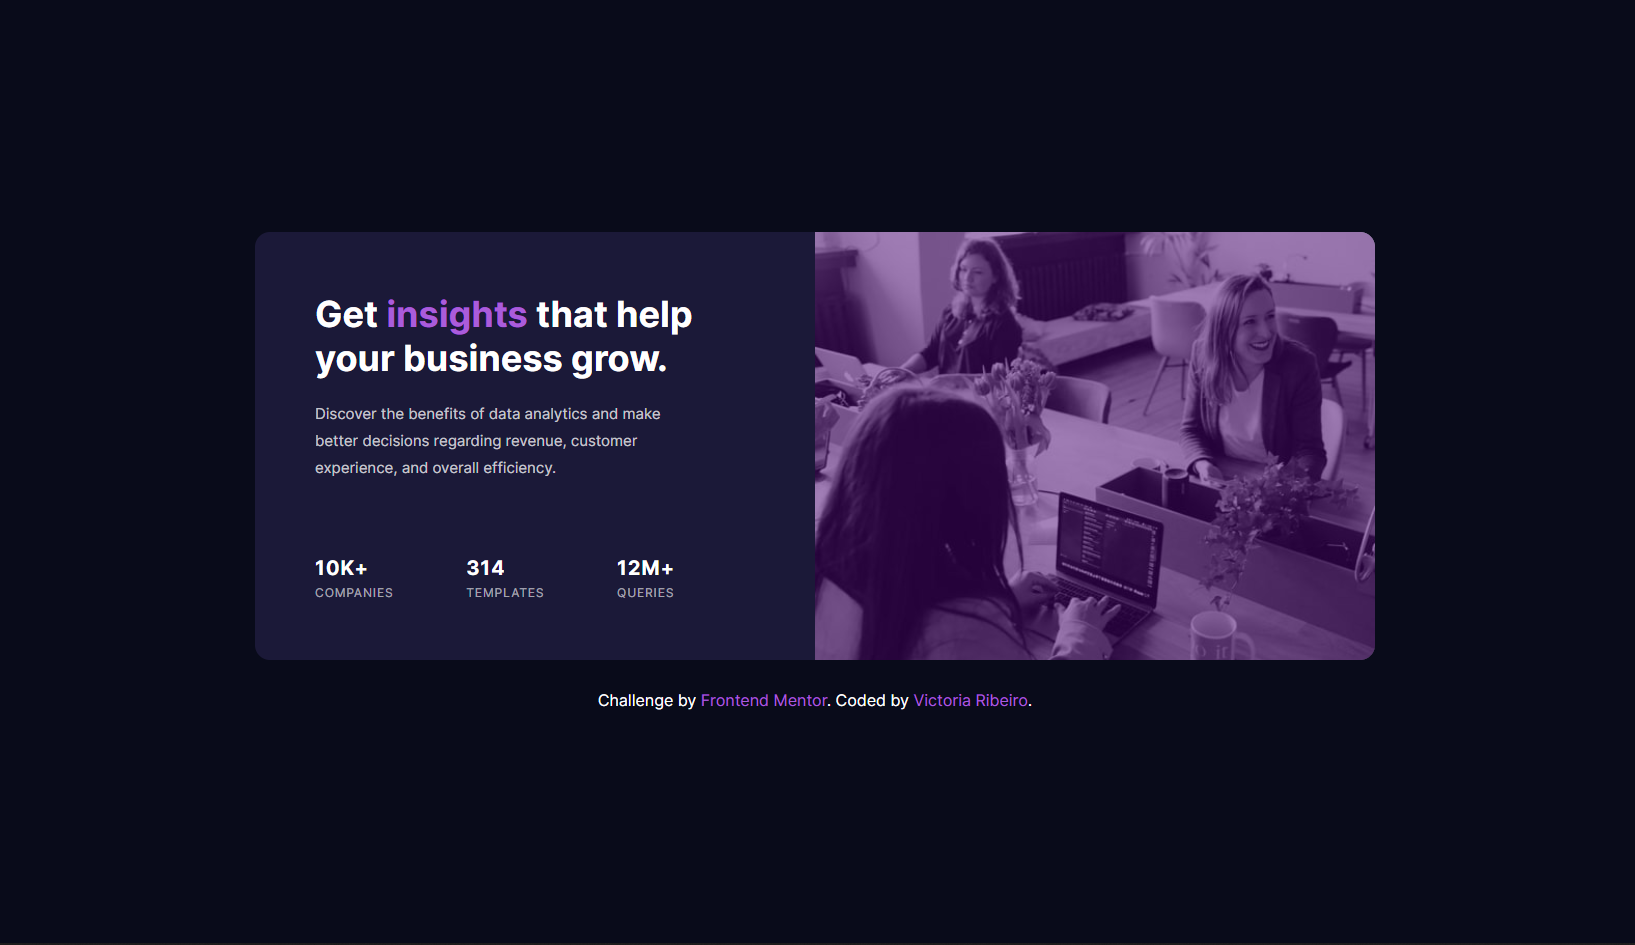 Get insights that help
your business grow.
Discover the benefits of data analytics and make
better decisions regarding revenue, customer
experience, and overall efficiency.
10K+
COMPANIES
314
TEMPLATES
12M+
QUERIES
Challenge by Frontend Mentor. Coded by Victoria Ribeiro.